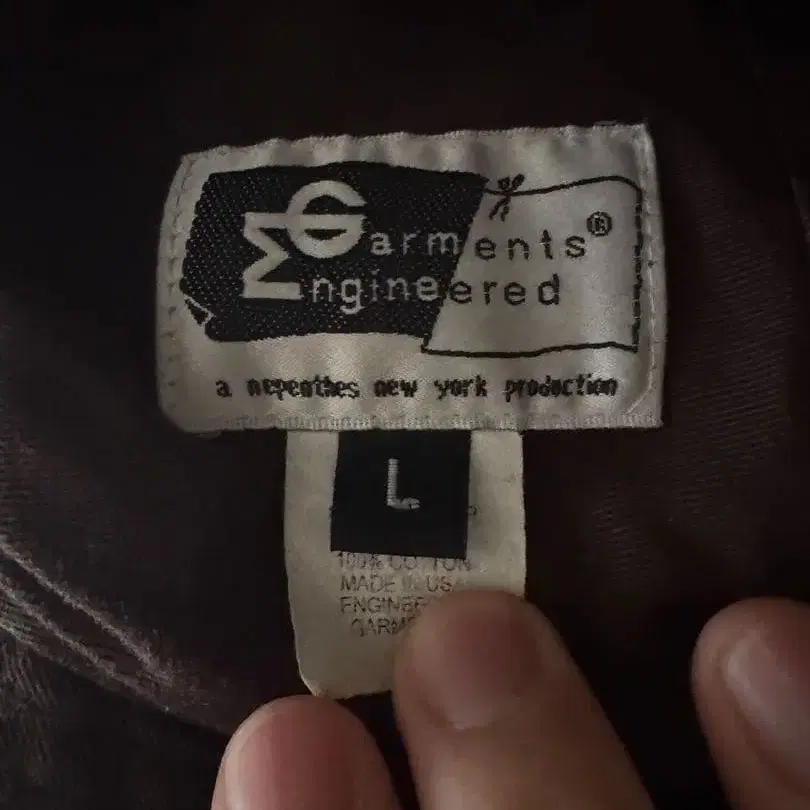 Garments®
Engineered
a nepenthes new york production
L
100% COTTON
MADE IN USA